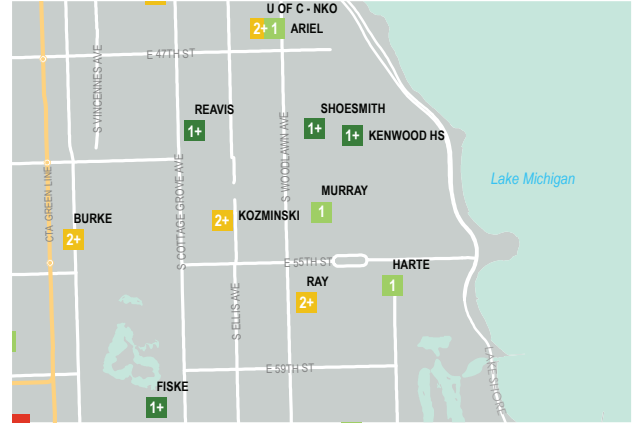 U OF C - NKO
2+ 1 ARIEL
E 47TH ST
S VINCENNES AVE
REAVIS
1+
SHOESMITH
1+
1+ KENWOOD HS
S WOODLAWN AVE
S COTTAGE GROVE AVE
CTA GREEN LINE
Lake Michigan
MURRAY
1
BURKE
2+
2+ KOZMINSKI
E 55TH ST
HARTE
1
RAY
2+
S ELLIS AVE
E 59TH ST
LAKE SHORE
FISKE
1+